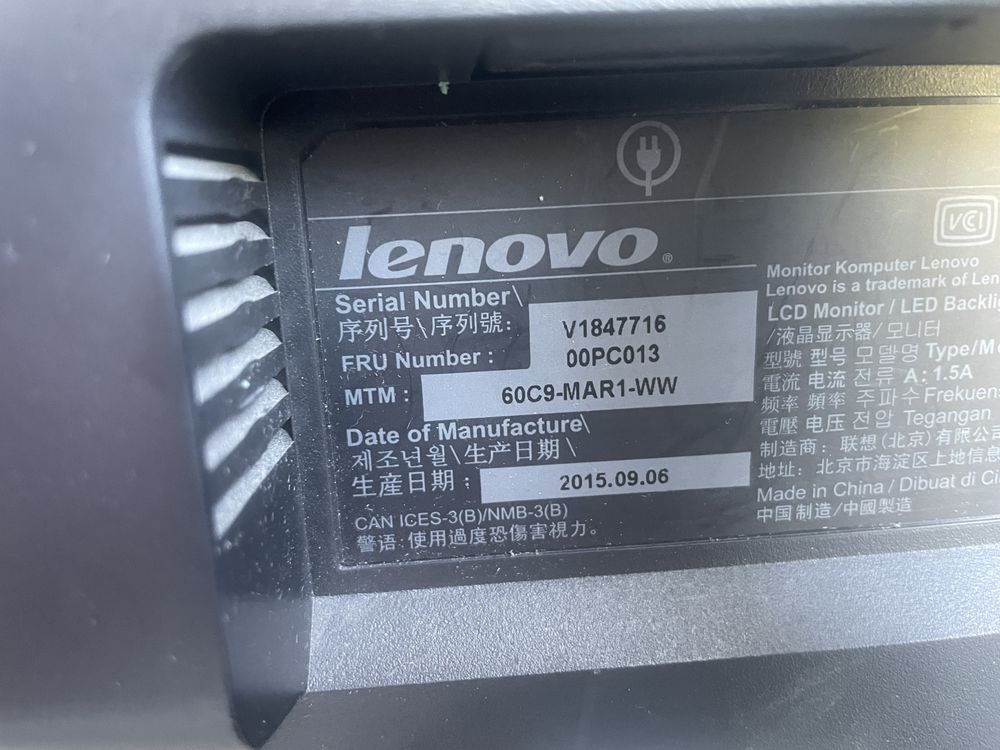 lenovo®
Serial Number\
序列号\序列號: V1847716
FRU Number : 00PC013
MTM : 60C9-MAR1-WW
Date of Manufacture\
제조년월\生产日期\
生産日期 : 2015.09.06
CAN ICES-3(B)/NMB-3(B)
警语:使用過度恐傷害視力。
VCCI
Monitor Komputer Lenovo
Lenovo is a trademark of
LCD Monitor / LED
/液晶显示器/모니터
型號 型号 모델명 Type/
電流 电流 전류 A: 1.5A
频率 頻率 주파수
電壓 电压 전압 Tegangan
制造商: 联想(北京)有限
地址: 北京市海淀区上地信息
Made in China / Dibuat di
中国制造/中國製造